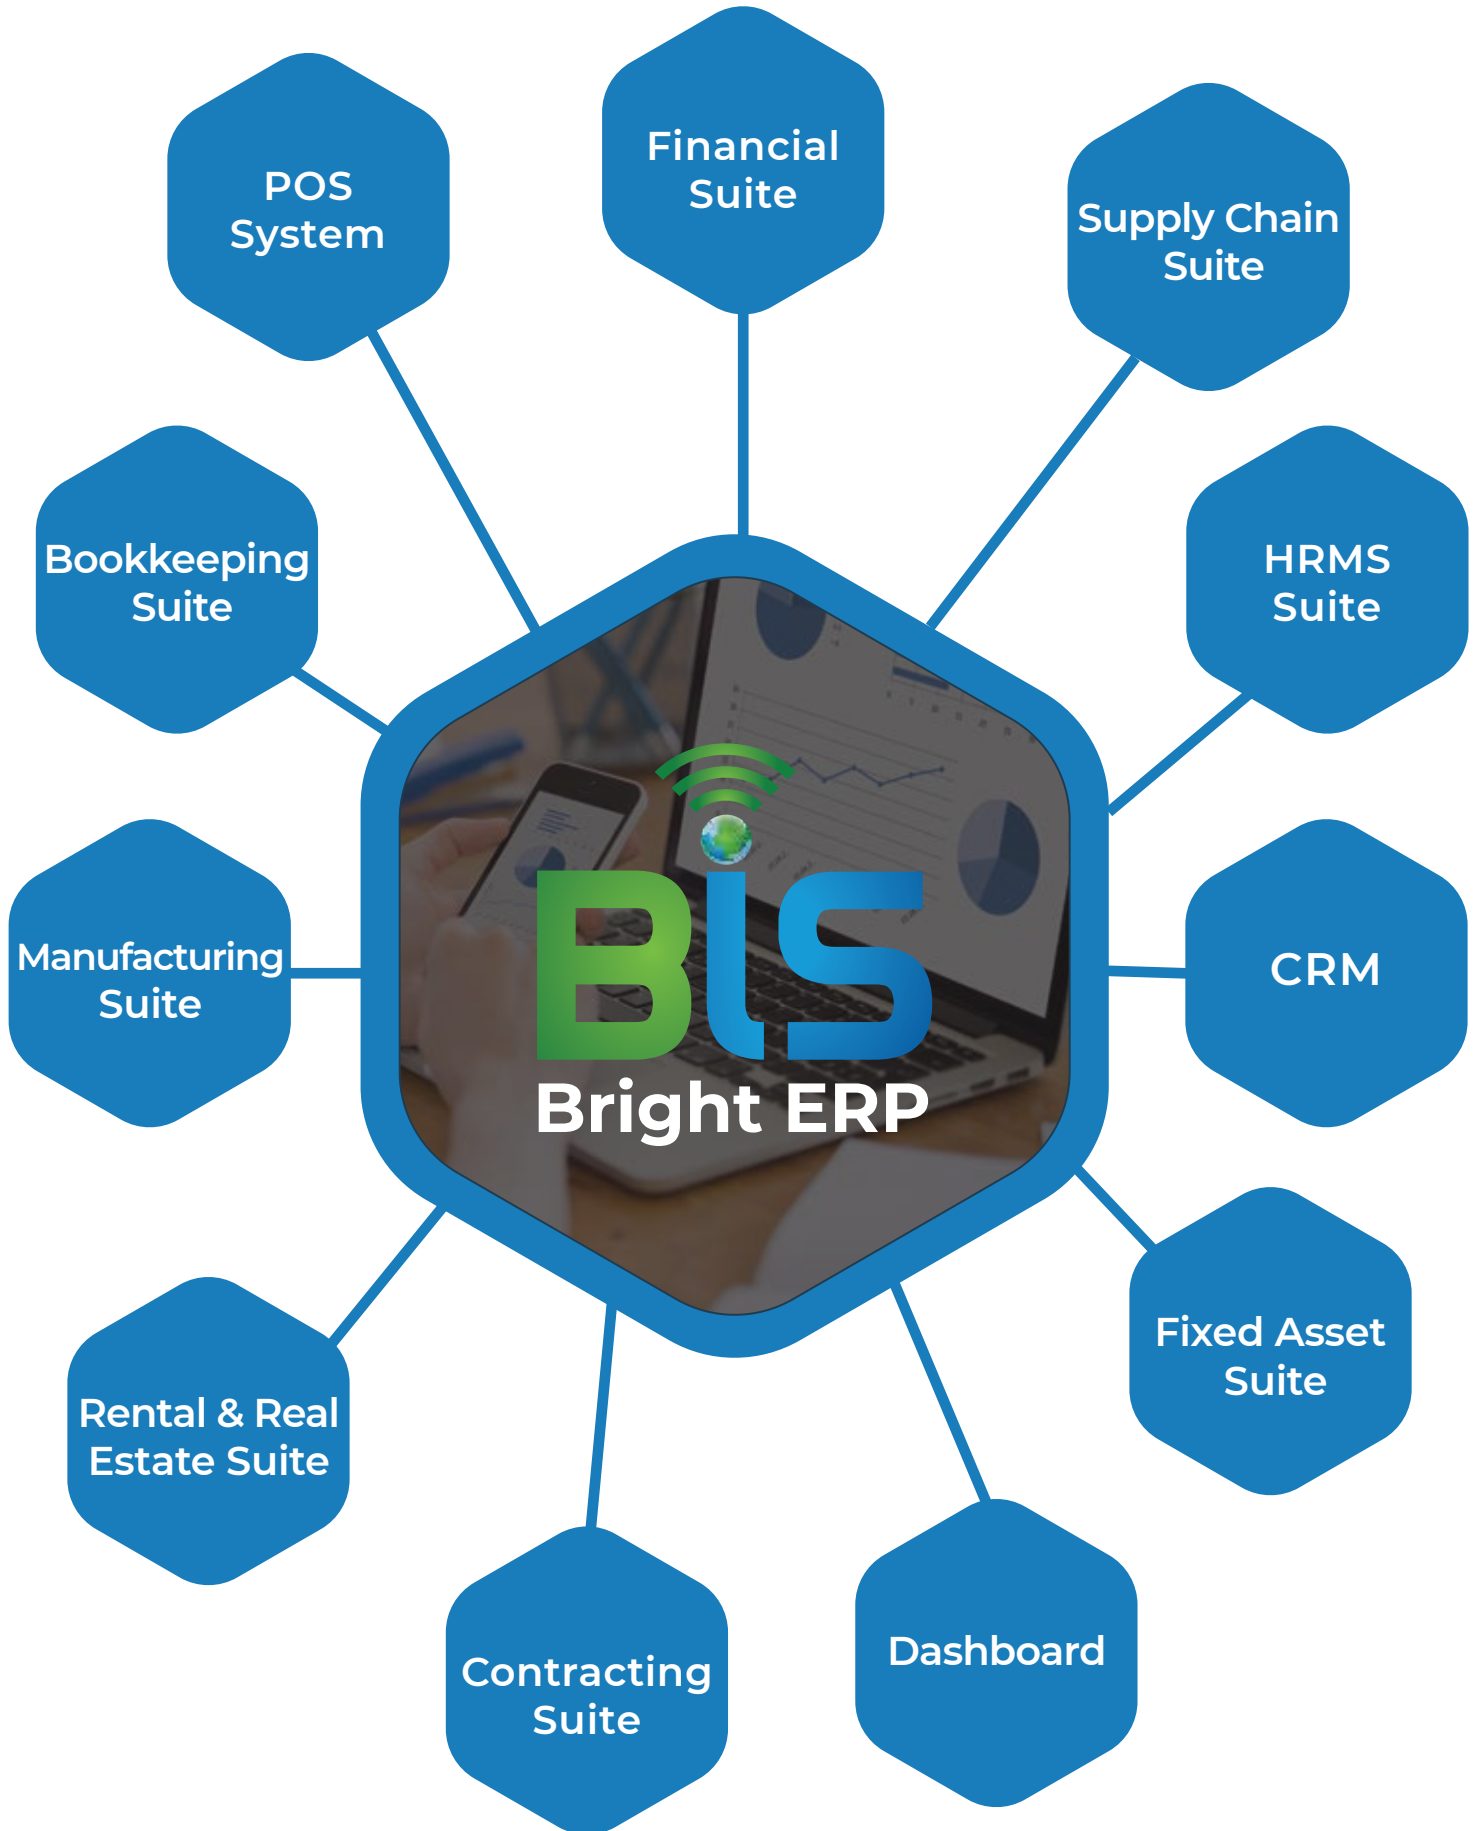 Financial
Suite
POS
System
Supply Chain
Suite
Bookkeeping
Suite
HRMS
Suite
BIS
Bright ERP
Manufacturing
Suite
CRM
Fixed Asset
Suite
Rental & Real
Estate Suite
Contracting
Suite
Dashboard